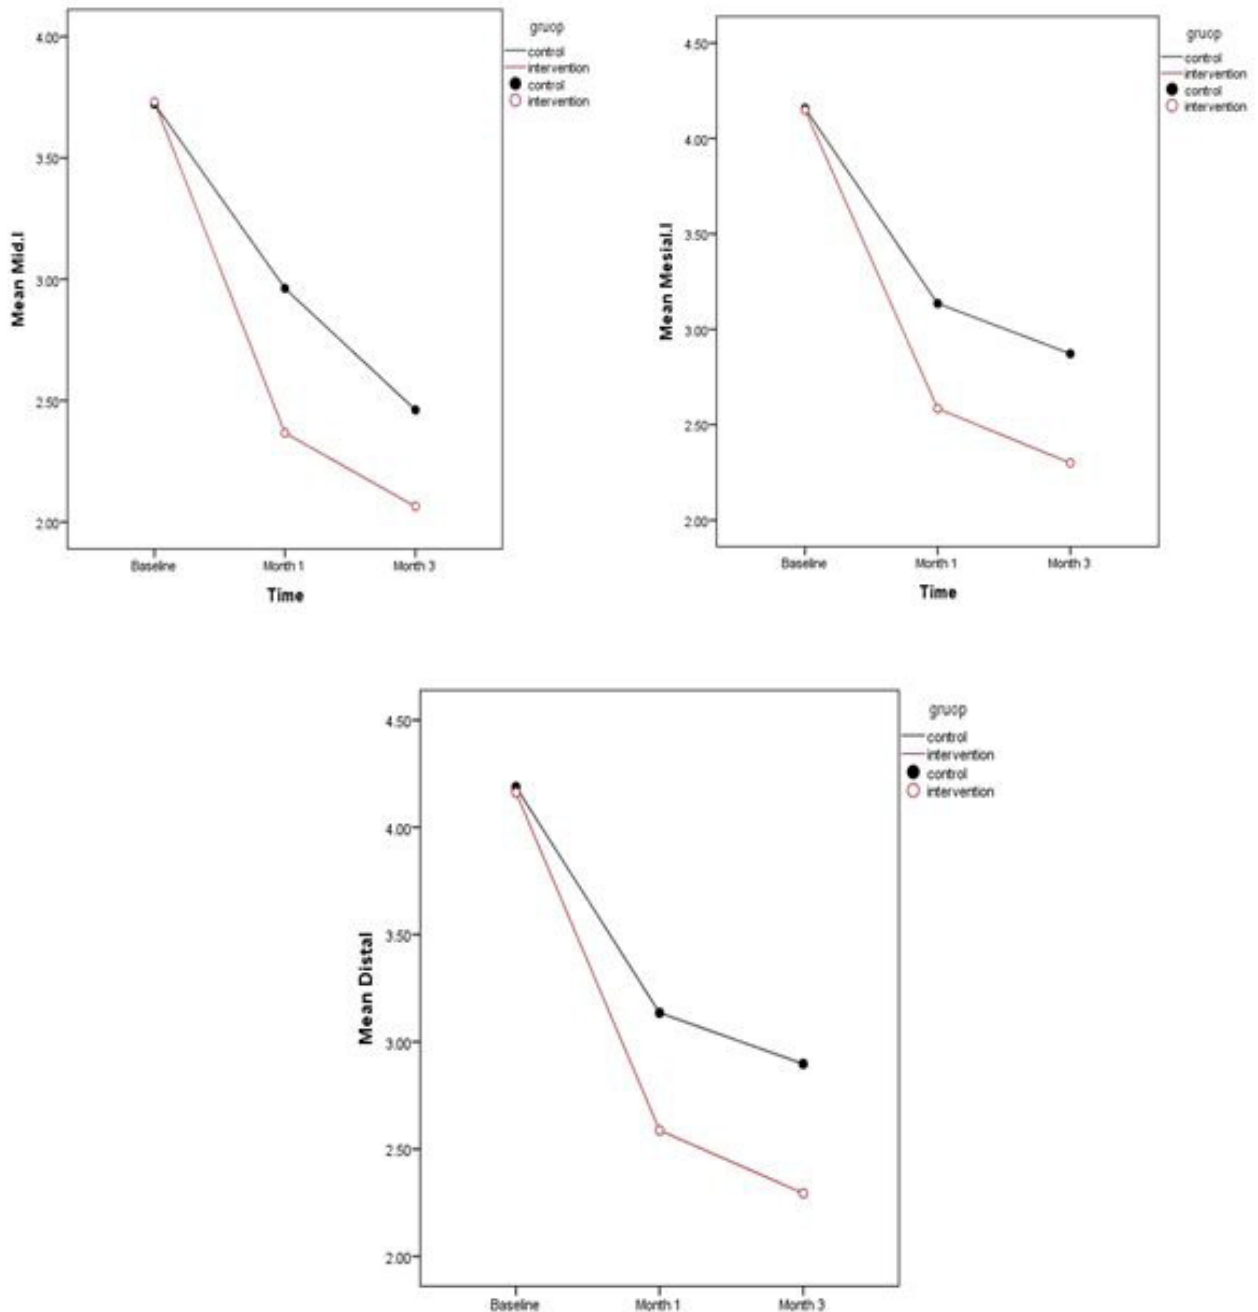 gruop
control
intervention
control
intervention
4.00
3.50
3.00
2.50
2.00
Mean Mid.I
Baseline Month 1 Month 3
Time
gruop
control
intervention
control
intervention
4.50
4.00
3.50
3.00
2.50
2.00
Mean Mesial.I
Baseline Month 1 Month 3
Time
gruop
control
intervention
control
intervention
4.50
4.00
3.50
3.00
2.50
2.00
Mean Distal
Baseline Month 1 Month 3